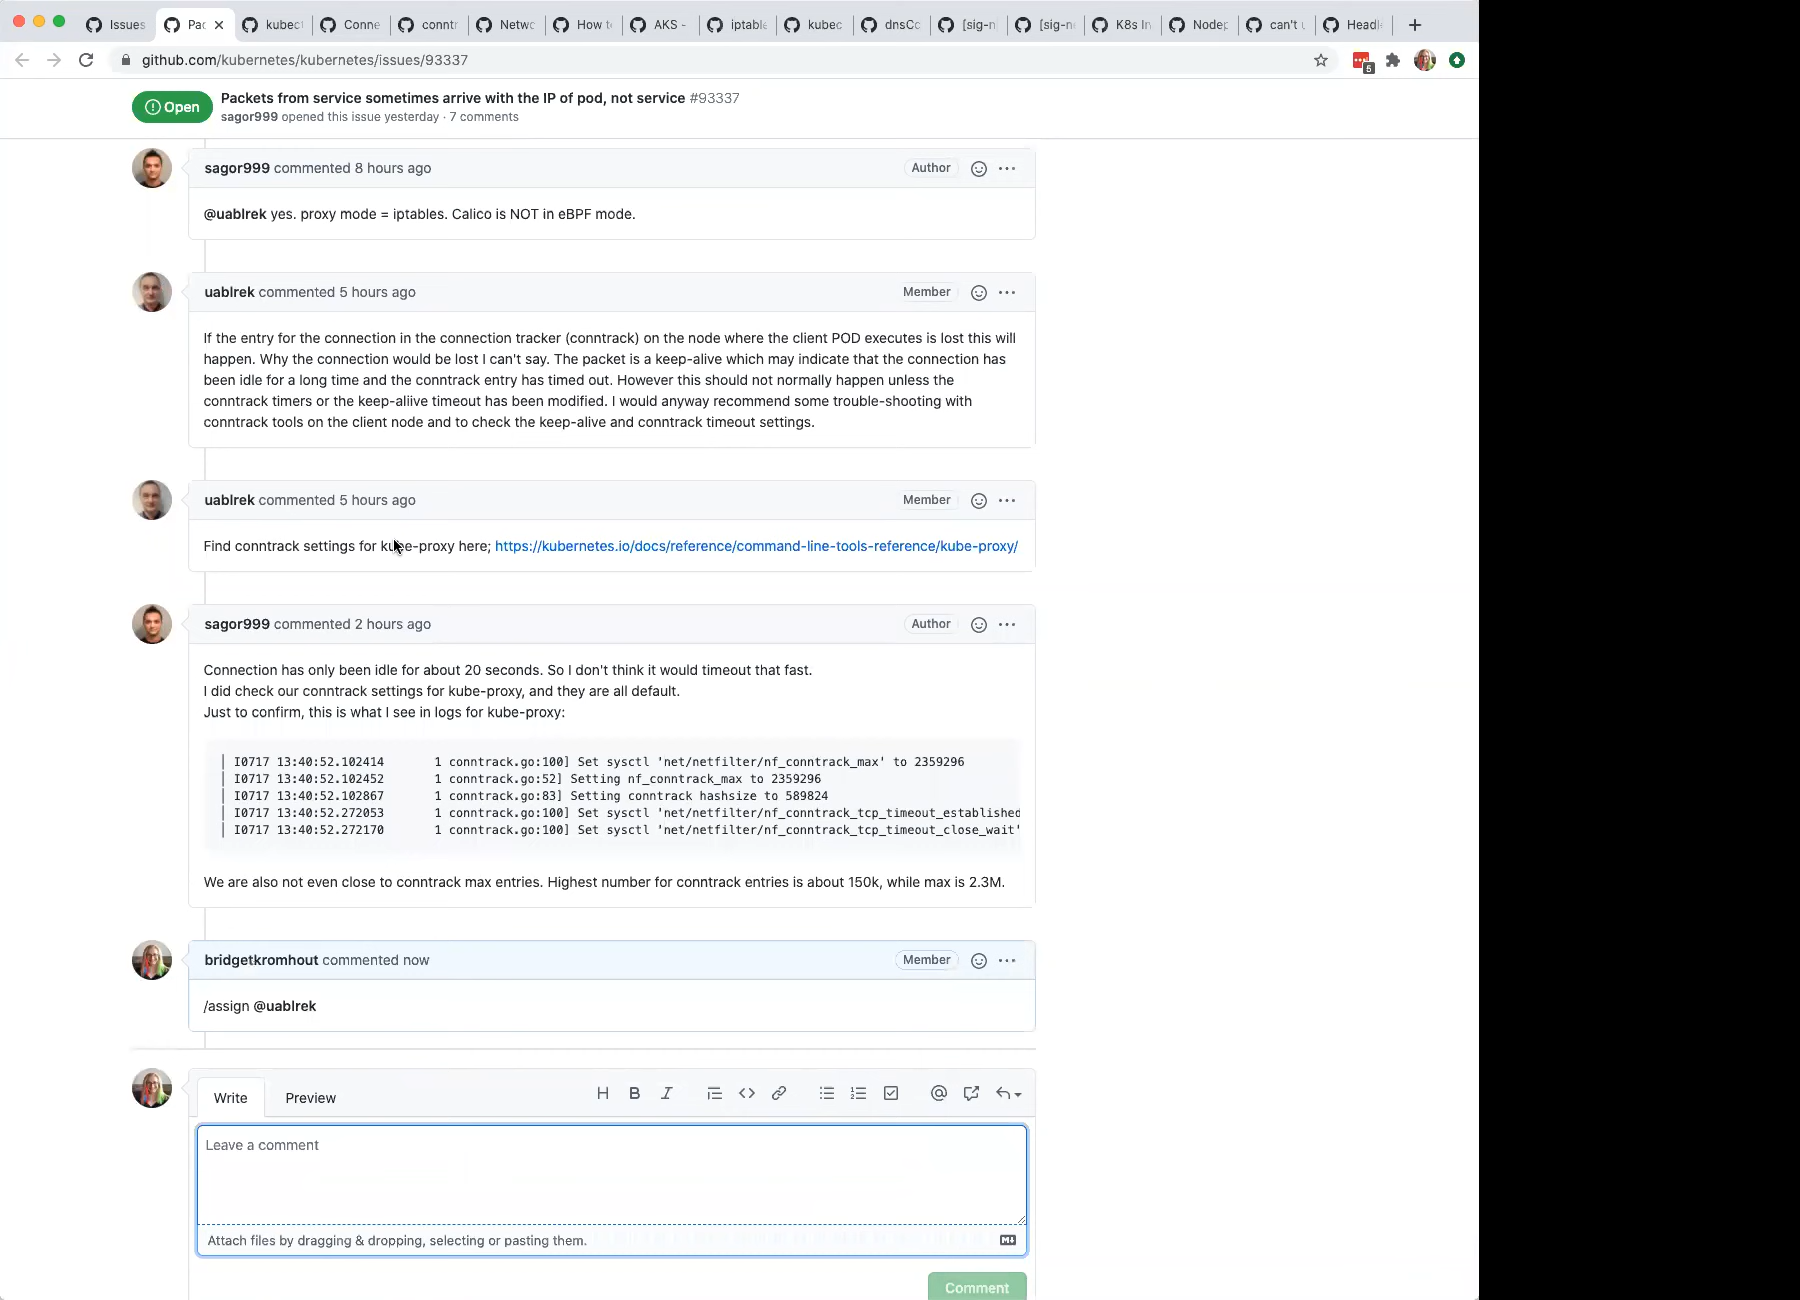 Issues
Pac
kubect
Conne
conntr
Netwo
How to
AKS -
iptable
kubec
dnsCo
[sig-n
[sig-n
K8s In
Nodep
can't u
Headl
github.com/kubernetes/kubernetes/issues/93337
6
Open
Packets from service sometimes arrive with the IP of pod, not service #93337
sagor999 opened this issue yesterday · 7 comments
sagor999 commented 8 hours ago
Author
@uablrek yes. proxy mode = iptables. Calico is NOT in eBPF mode.
uablrek commented 5 hours ago
Member
If the entry for the connection in the connection tracker (conntrack) on the node where the client POD executes is lost this will
happen. Why the connection would be lost I can't say. The packet is a keep-alive which may indicate that the connection has
been idle for a long time and the conntrack entry has timed out. However this should not normally happen unless the
conntrack timers or the keep-aliive timeout has been modified. I would anyway recommend some trouble-shooting with
conntrack tools on the client node and to check the keep-alive and conntrack timeout settings.
uablrek commented 5 hours ago
Member
Find conntrack settings for kube-proxy here; https://kubernetes.io/docs/reference/command-line-tools-reference/kube-proxy/
sagor999 commented 2 hours ago
Author
Connection has only been idle for about 20 seconds. So I don't think it would timeout that fast.
I did check our conntrack settings for kube-proxy, and they are all default.
Just to confirm, this is what I see in logs for kube-proxy:
│ I0717 13:40:52.102414       1 conntrack.go:100] Set sysctl 'net/netfilter/nf_conntrack_max' to 2359296
│ I0717 13:40:52.102452       1 conntrack.go:52] Setting nf_conntrack_max to 2359296
│ I0717 13:40:52.102867       1 conntrack.go:83] Setting conntrack hashsize to 589824
│ I0717 13:40:52.272053       1 conntrack.go:100] Set sysctl 'net/netfilter/nf_conntrack_tcp_timeout_established
│ I0717 13:40:52.272170       1 conntrack.go:100] Set sysctl 'net/netfilter/nf_conntrack_tcp_timeout_close_wait'
We are also not even close to conntrack max entries. Highest number for conntrack entries is about 150k, while max is 2.3M.
bridgetkromhout commented now
Member
/assign @uablrek
Write
Preview
Leave a comment
Attach files by dragging & dropping, selecting or pasting them.
Comment